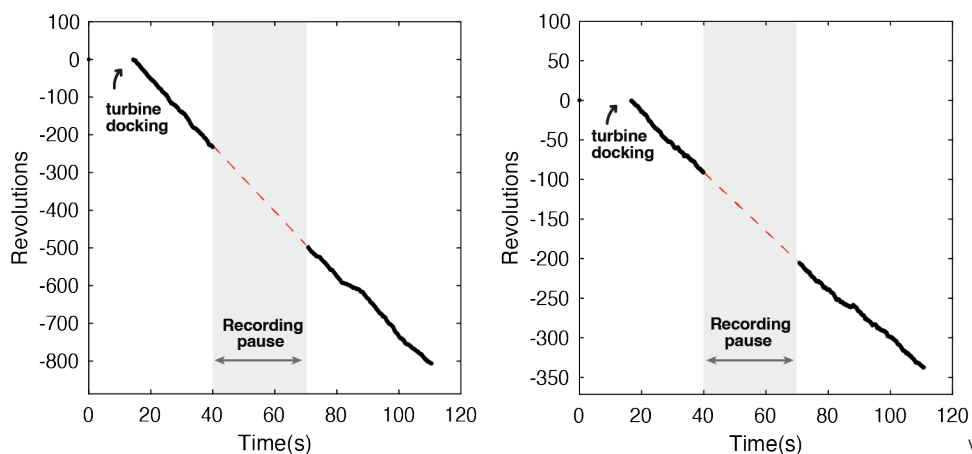 100
0
-100
-200
-300
-400
-500
-600
-700
-800
Revolutions
turbine
docking
Recording
pause
0 20 40 60 80 100 120
Time(s)
100
50
0
-50
-100
-150
-200
-250
-300
-350
Revolutions
turbine
docking
Recording
pause
0 20 40 60 80 100 120
Time(s)